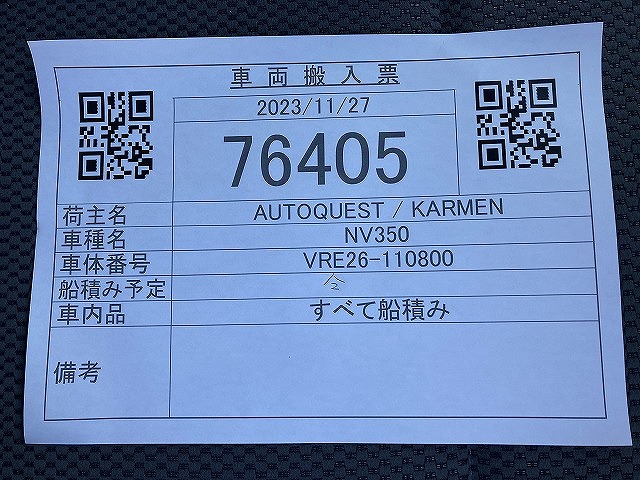 車両搬入票
2023/11/27
76405
荷主名 AUTOQUEST / KARMEN
車種名 NV350
車体番号 VRE26-110800
船積み予定
車内品 すべて船積み
備考